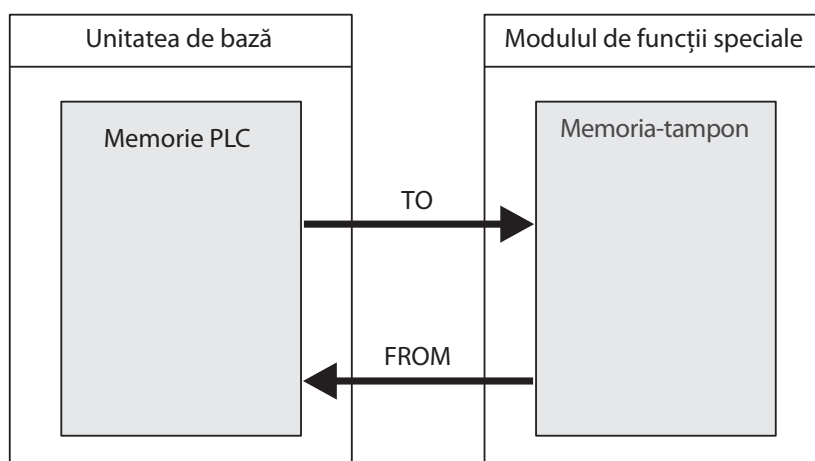 Unitatea de bază
Modulul de funcții speciale
Memorie PLC
Memoria-tampon
TO
FROM